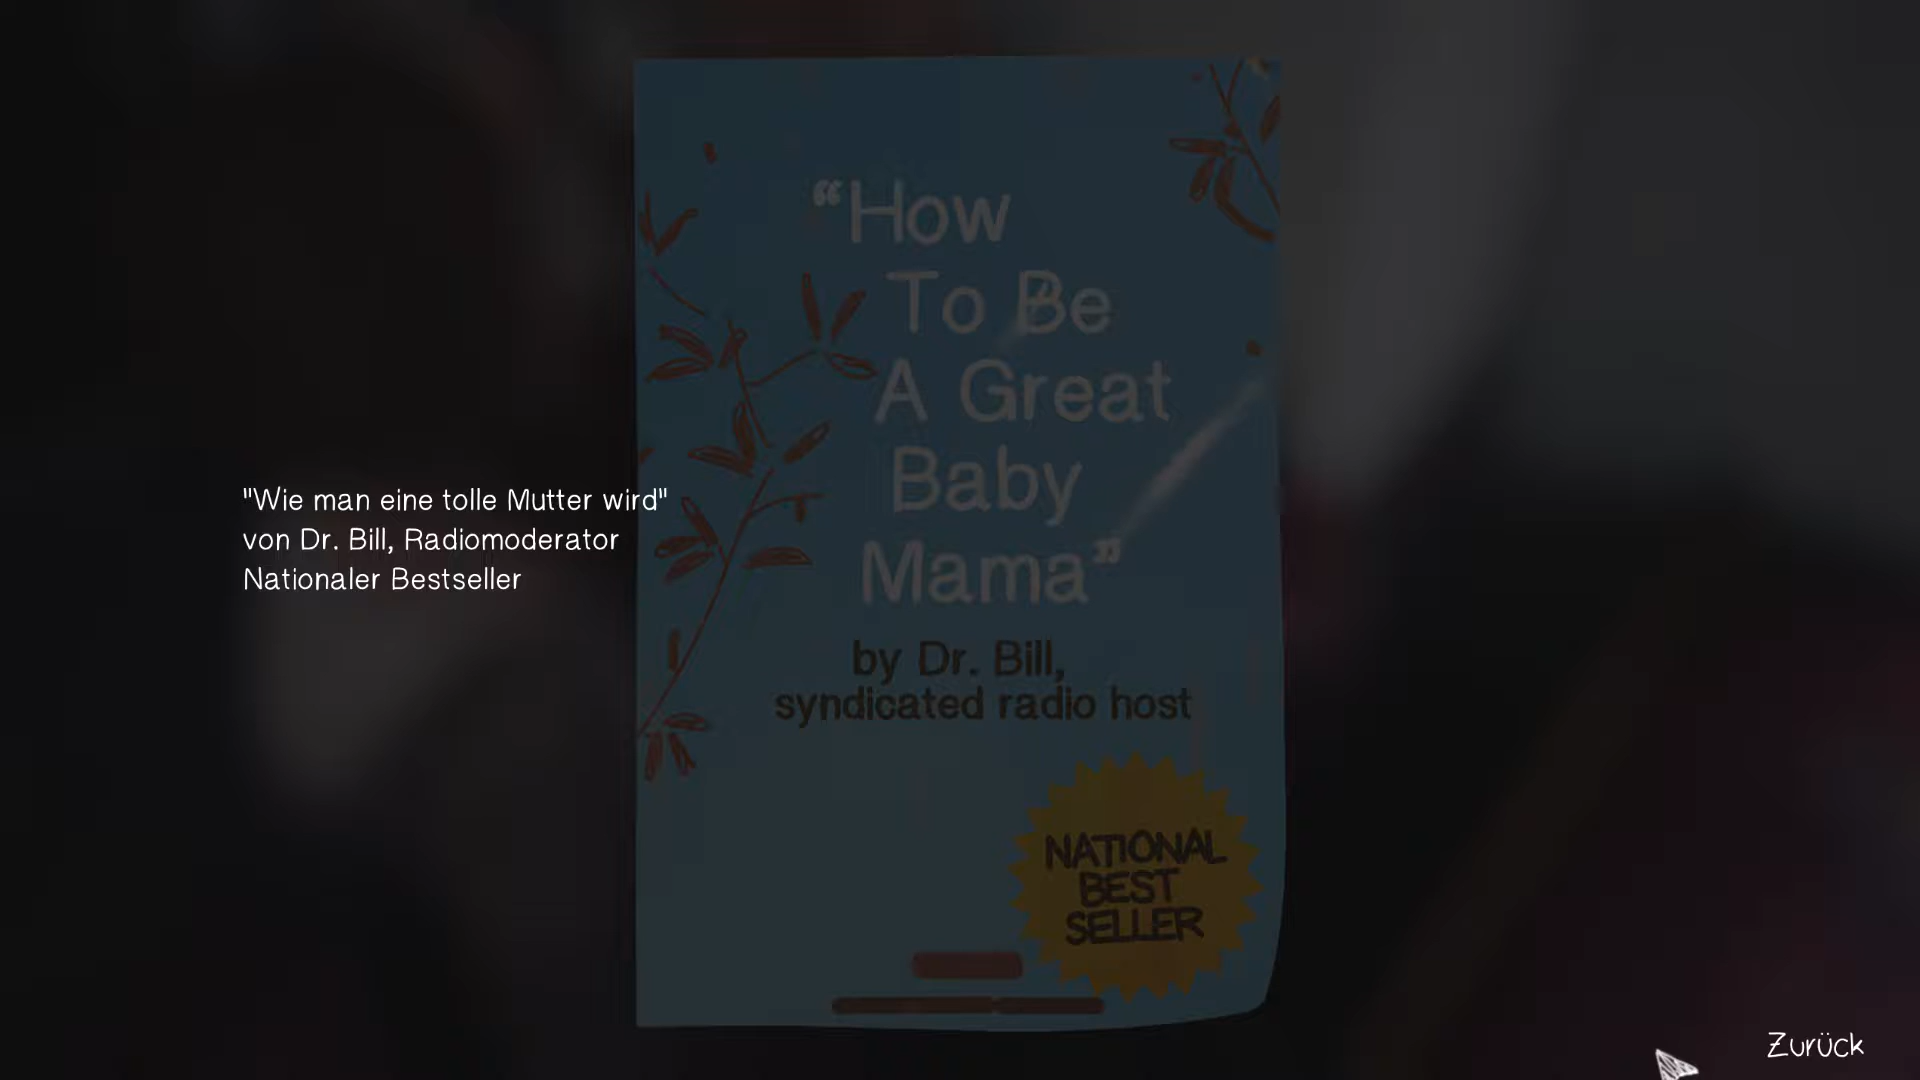 “How
To Be
A Great
Baby
Mama”
by Dr. Bill,
syndicated radio host
NATIONAL
BEST
SELLER
"Wie man eine tolle Mutter wird"
von Dr. Bill, Radiomoderator
Nationaler Bestseller
Zurück